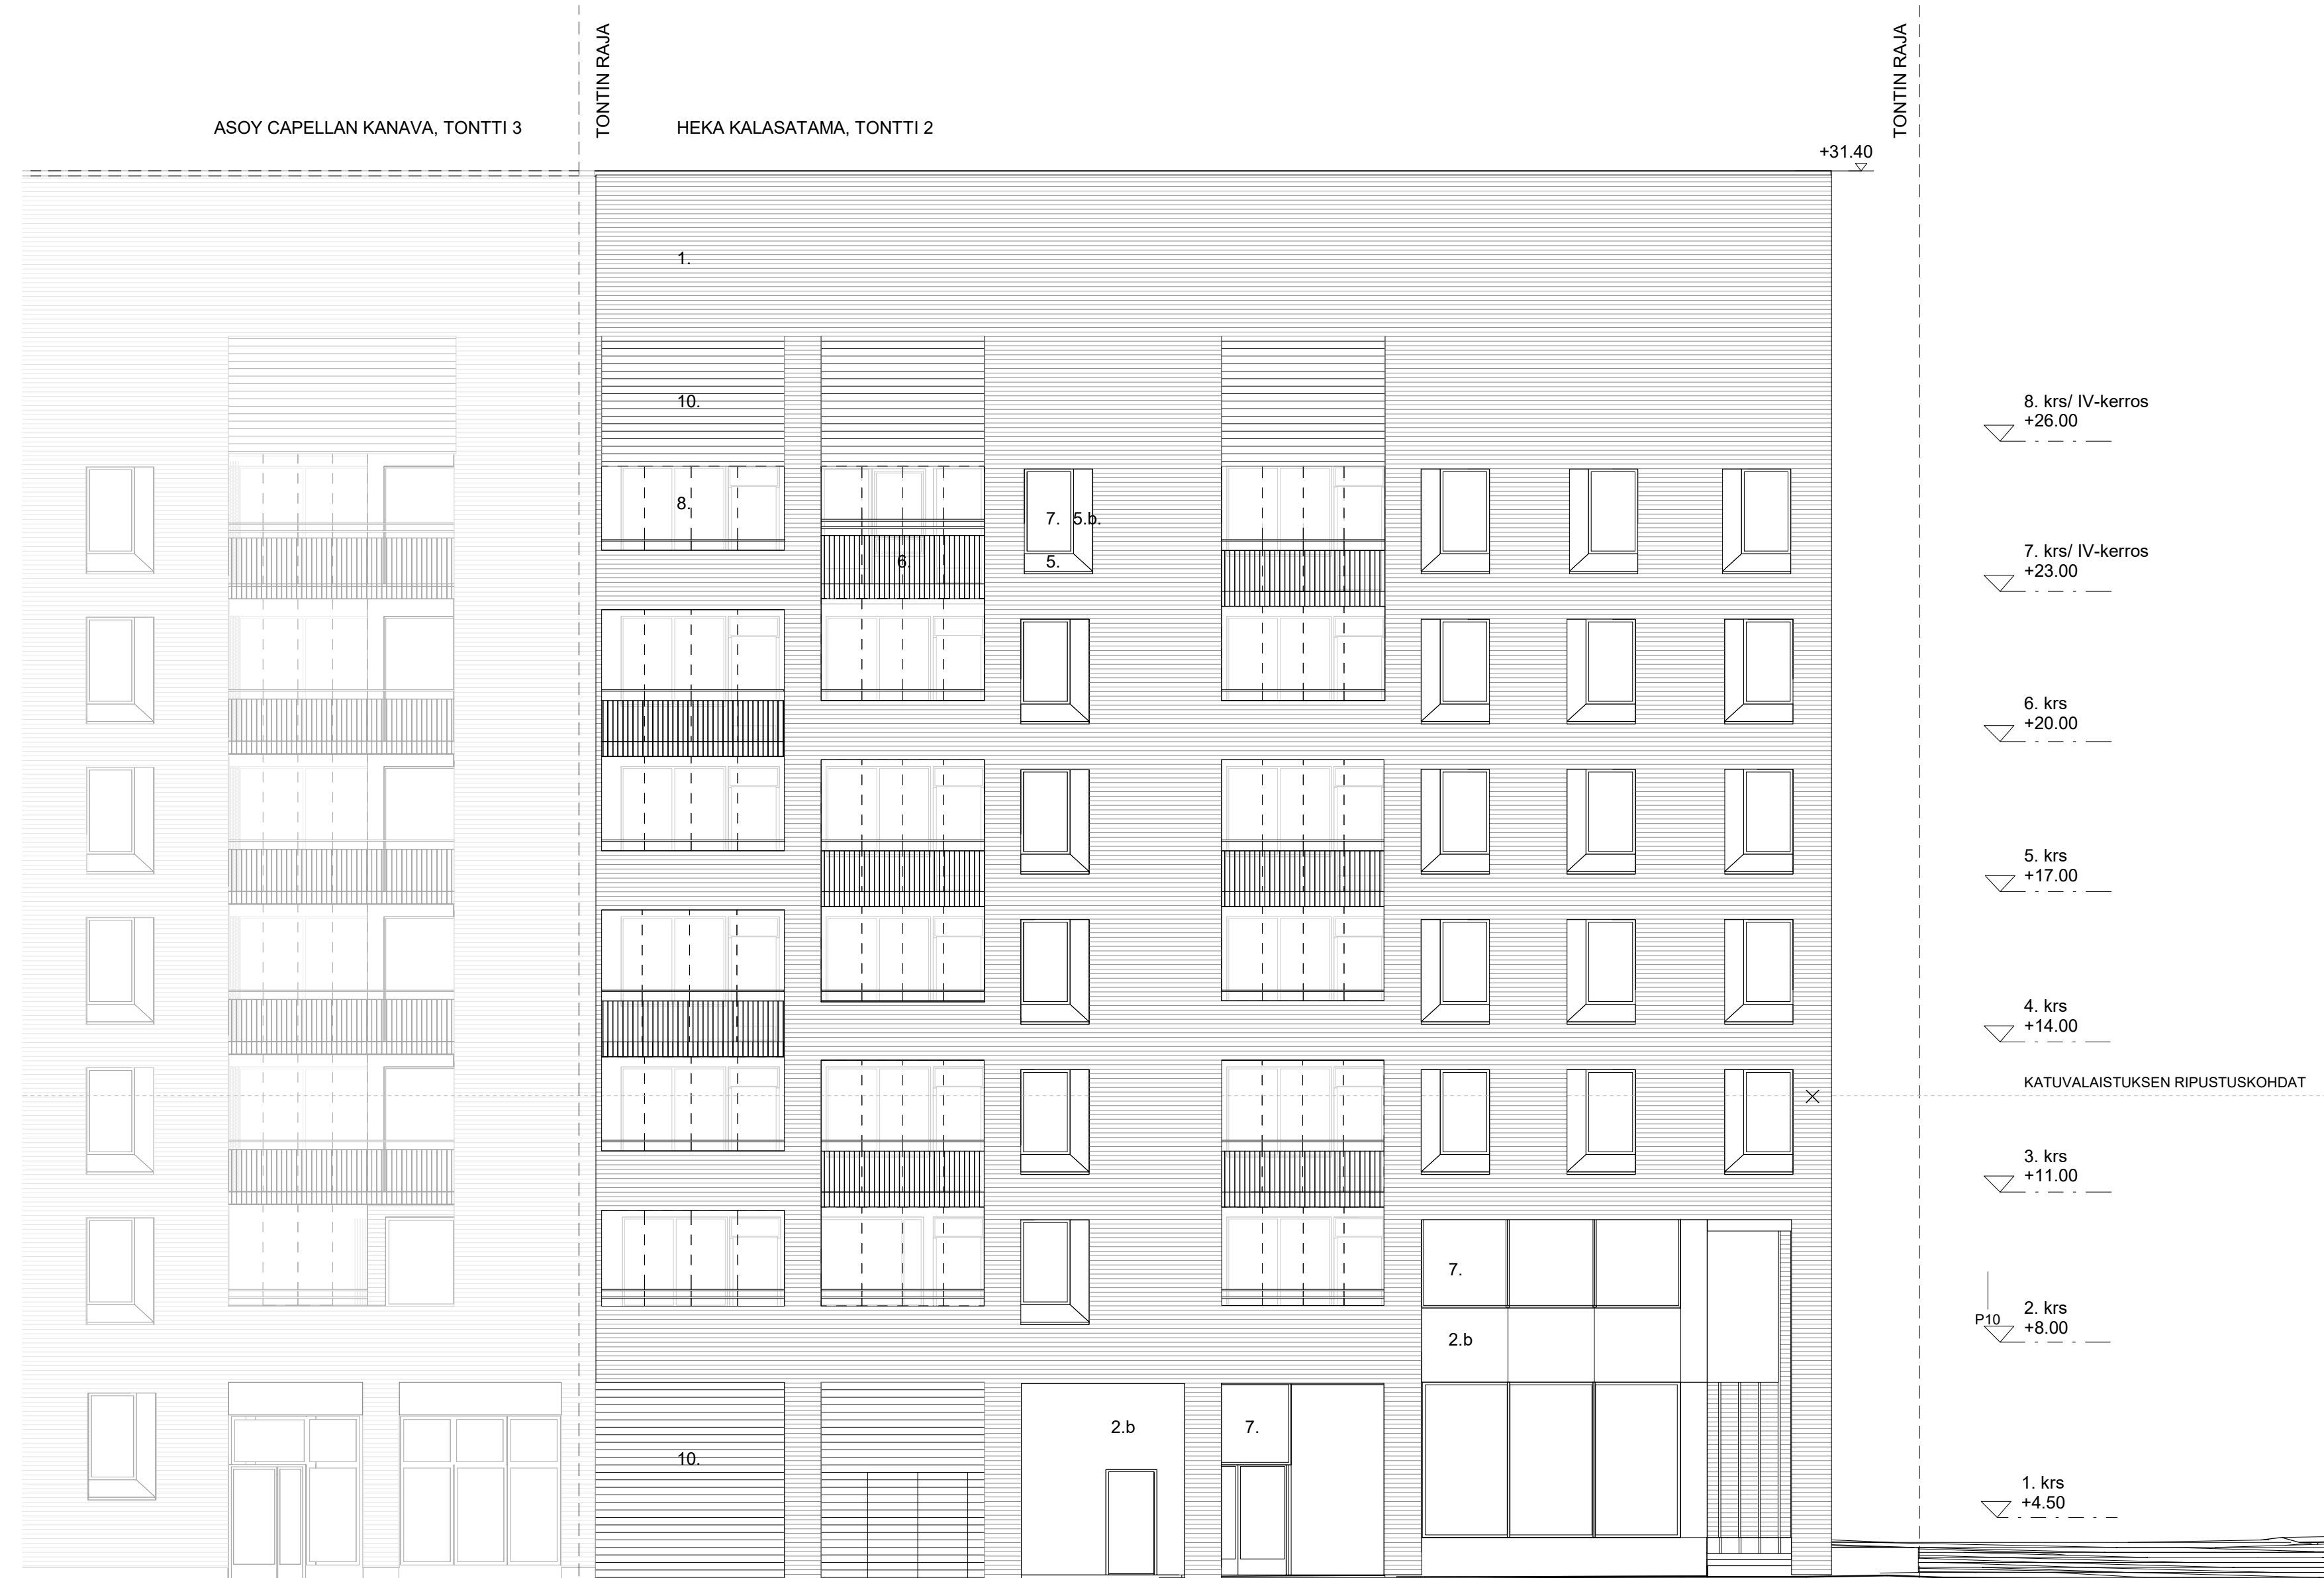 TONTIN RAJA
TONTIN RAJA
ASOY CAPELLAN KANAVA, TONTTI 3
HEKA KALASATAMA, TONTTI 2
+31.40
1.
10.
8. krs/ IV-kerros
+26.00
8.
7. 5.b.
6.
5.
7. krs/ IV-kerros
+23.00
6. krs
+20.00
5. krs
+17.00
4. krs
+14.00
KATUVALAISTUKSEN RIPUSTUSKOHDAT
3. krs
+11.00
7.
2.b
P10
2. krs
+8.00
2.b
7.
10.
1. krs
+4.50